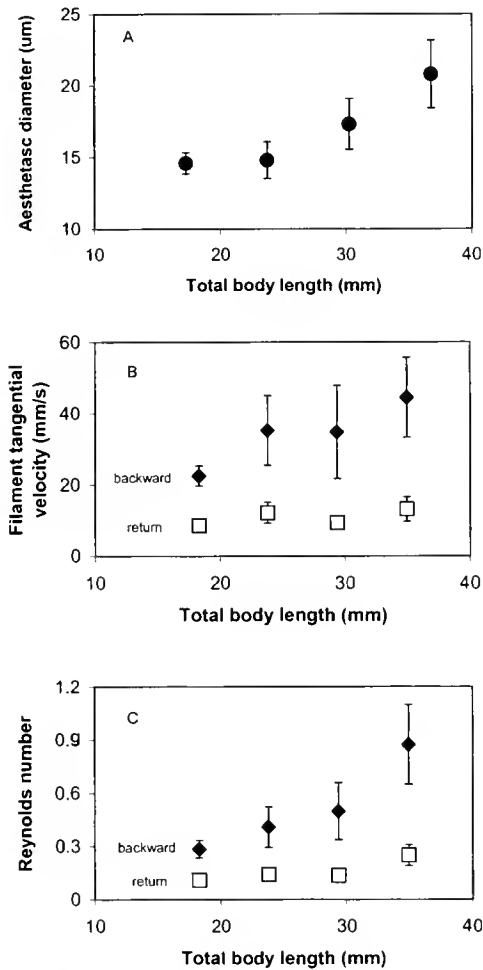 A
Aesthetasc diameter (um)
25
20
15
10
10 20 30 40
Total body length (mm)
B
Filament tangential
velocity (mm/s)
60
40
20
0
backward
return
10 20 30 40
Total body length (mm)
C
Reynolds number
1.2
0.9
0.6
0.3
0
backward
return
10 20 30 40
Total body length (mm)